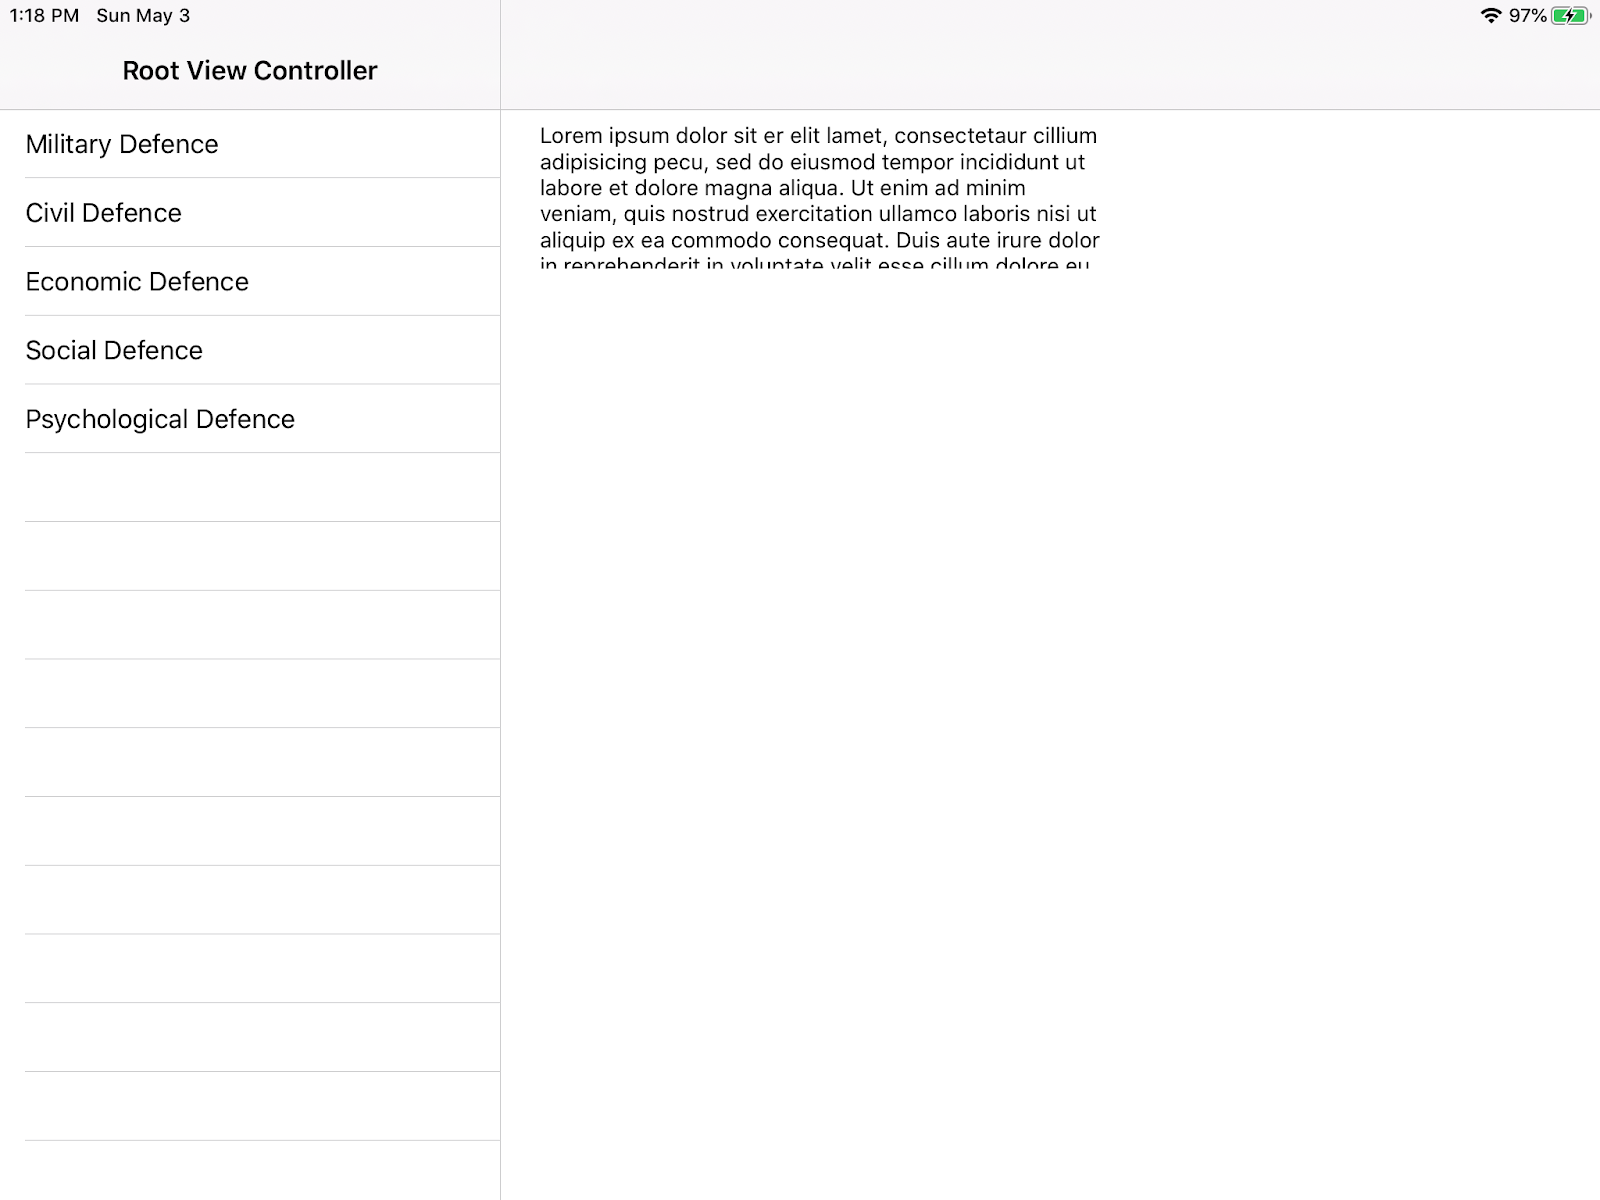 1:18 PM Sun May 3
97%
Root View Controller
Military Defence
Civil Defence
Economic Defence
Social Defence
Psychological Defence
Lorem ipsum dolor sit er elit lamet, consectetaur cillium
adipisicing pecu, sed do eiusmod tempor incididunt ut
labore et dolore magna aliqua. Ut enim ad minim
veniam, quis nostrud exercitation ullamco laboris nisi ut
aliquip ex ea commodo consequat. Duis aute irure dolor
in reprehenderit in voluptate velit esse cillum dolore eu